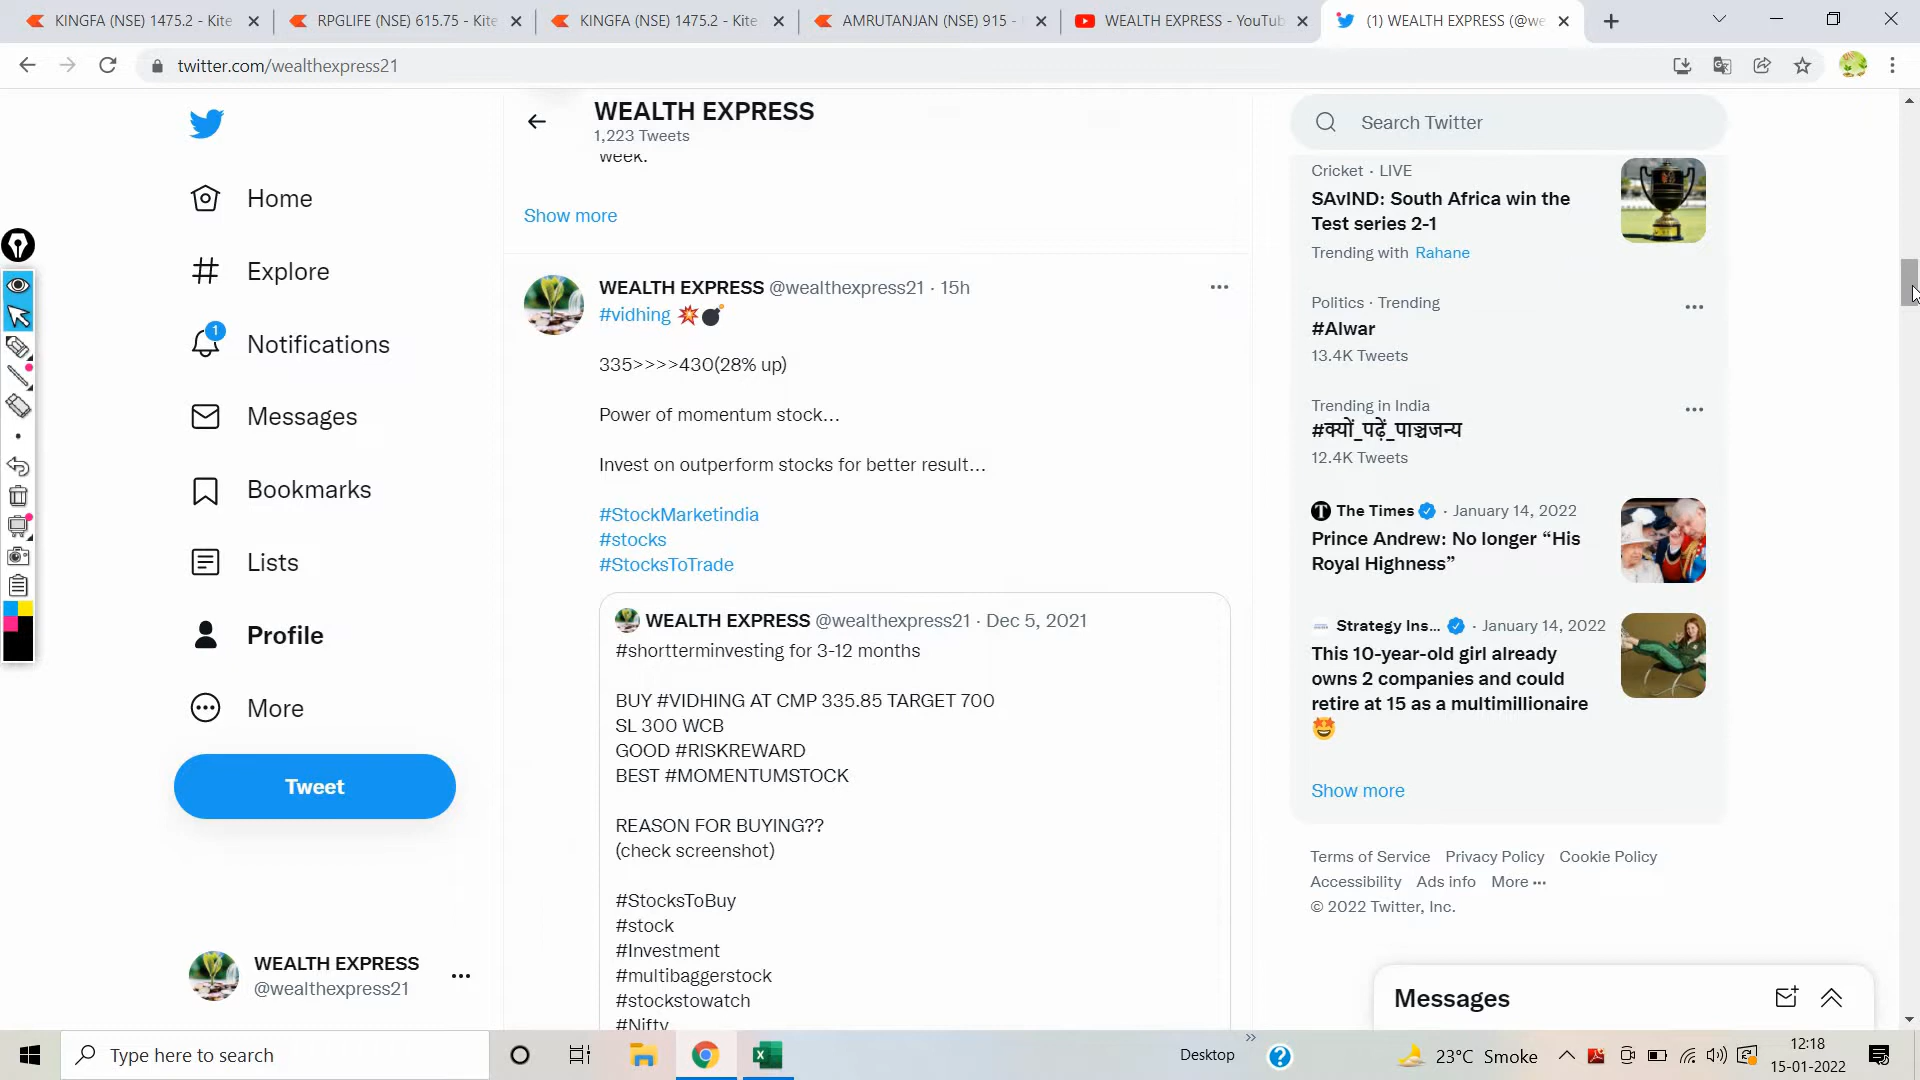 KINGFA (NSE) 1475.2 - Kite
RPGLIFE (NSE) 615.75 - Kite
KINGFA (NSE) 1475.2 - Kite
AMRUTANJAN (NSE) 915 -
WEALTH EXPRESS - YouTub
(1) WEALTH EXPRESS (@we
twitter.com/wealthexpress21
WEALTH EXPRESS
1,223 Tweets
week.
Show more
Home
Explore
1
Notifications
Messages
Bookmarks
Lists
Profile
More
Tweet
WEALTH EXPRESS
@wealthexpress21
WEALTH EXPRESS @wealthexpress21 · 15h
#vidhing 💥💣
335>>>>430(28% up)
Power of momentum stock...
Invest on outperform stocks for better result...
#StockMarketindia
#stocks
#StocksToTrade
WEALTH EXPRESS @wealthexpress21 · Dec 5, 2021
#shortterminvesting for 3-12 months
BUY #VIDHING AT CMP 335.85 TARGET 700
SL 300 WCB
GOOD #RISKREWARD
BEST #MOMENTUMSTOCK
REASON FOR BUYING??
(check screenshot)
#StocksToBuy
#stock
#Investment
#multibaggerstock
#stockstowatch
#Nifty
Search Twitter
Cricket · LIVE
SAvIND: South Africa win the
Test series 2-1
Trending with Rahane
Politics · Trending
#Alwar
13.4K Tweets
Trending in India
#क्यों_पढ़ें_पाञ्चजन्य
12.4K Tweets
The Times · January 14, 2022
Prince Andrew: No longer “His
Royal Highness”
Strategy Ins... · January 14, 2022
This 10-year-old girl already
owns 2 companies and could
retire at 15 as a multimillionaire
🤩
Show more
Terms of Service Privacy Policy Cookie Policy
Accessibility Ads info More ···
© 2022 Twitter, Inc.
Messages
Type here to search
Desktop
23°C Smoke
12:18
15-01-2022